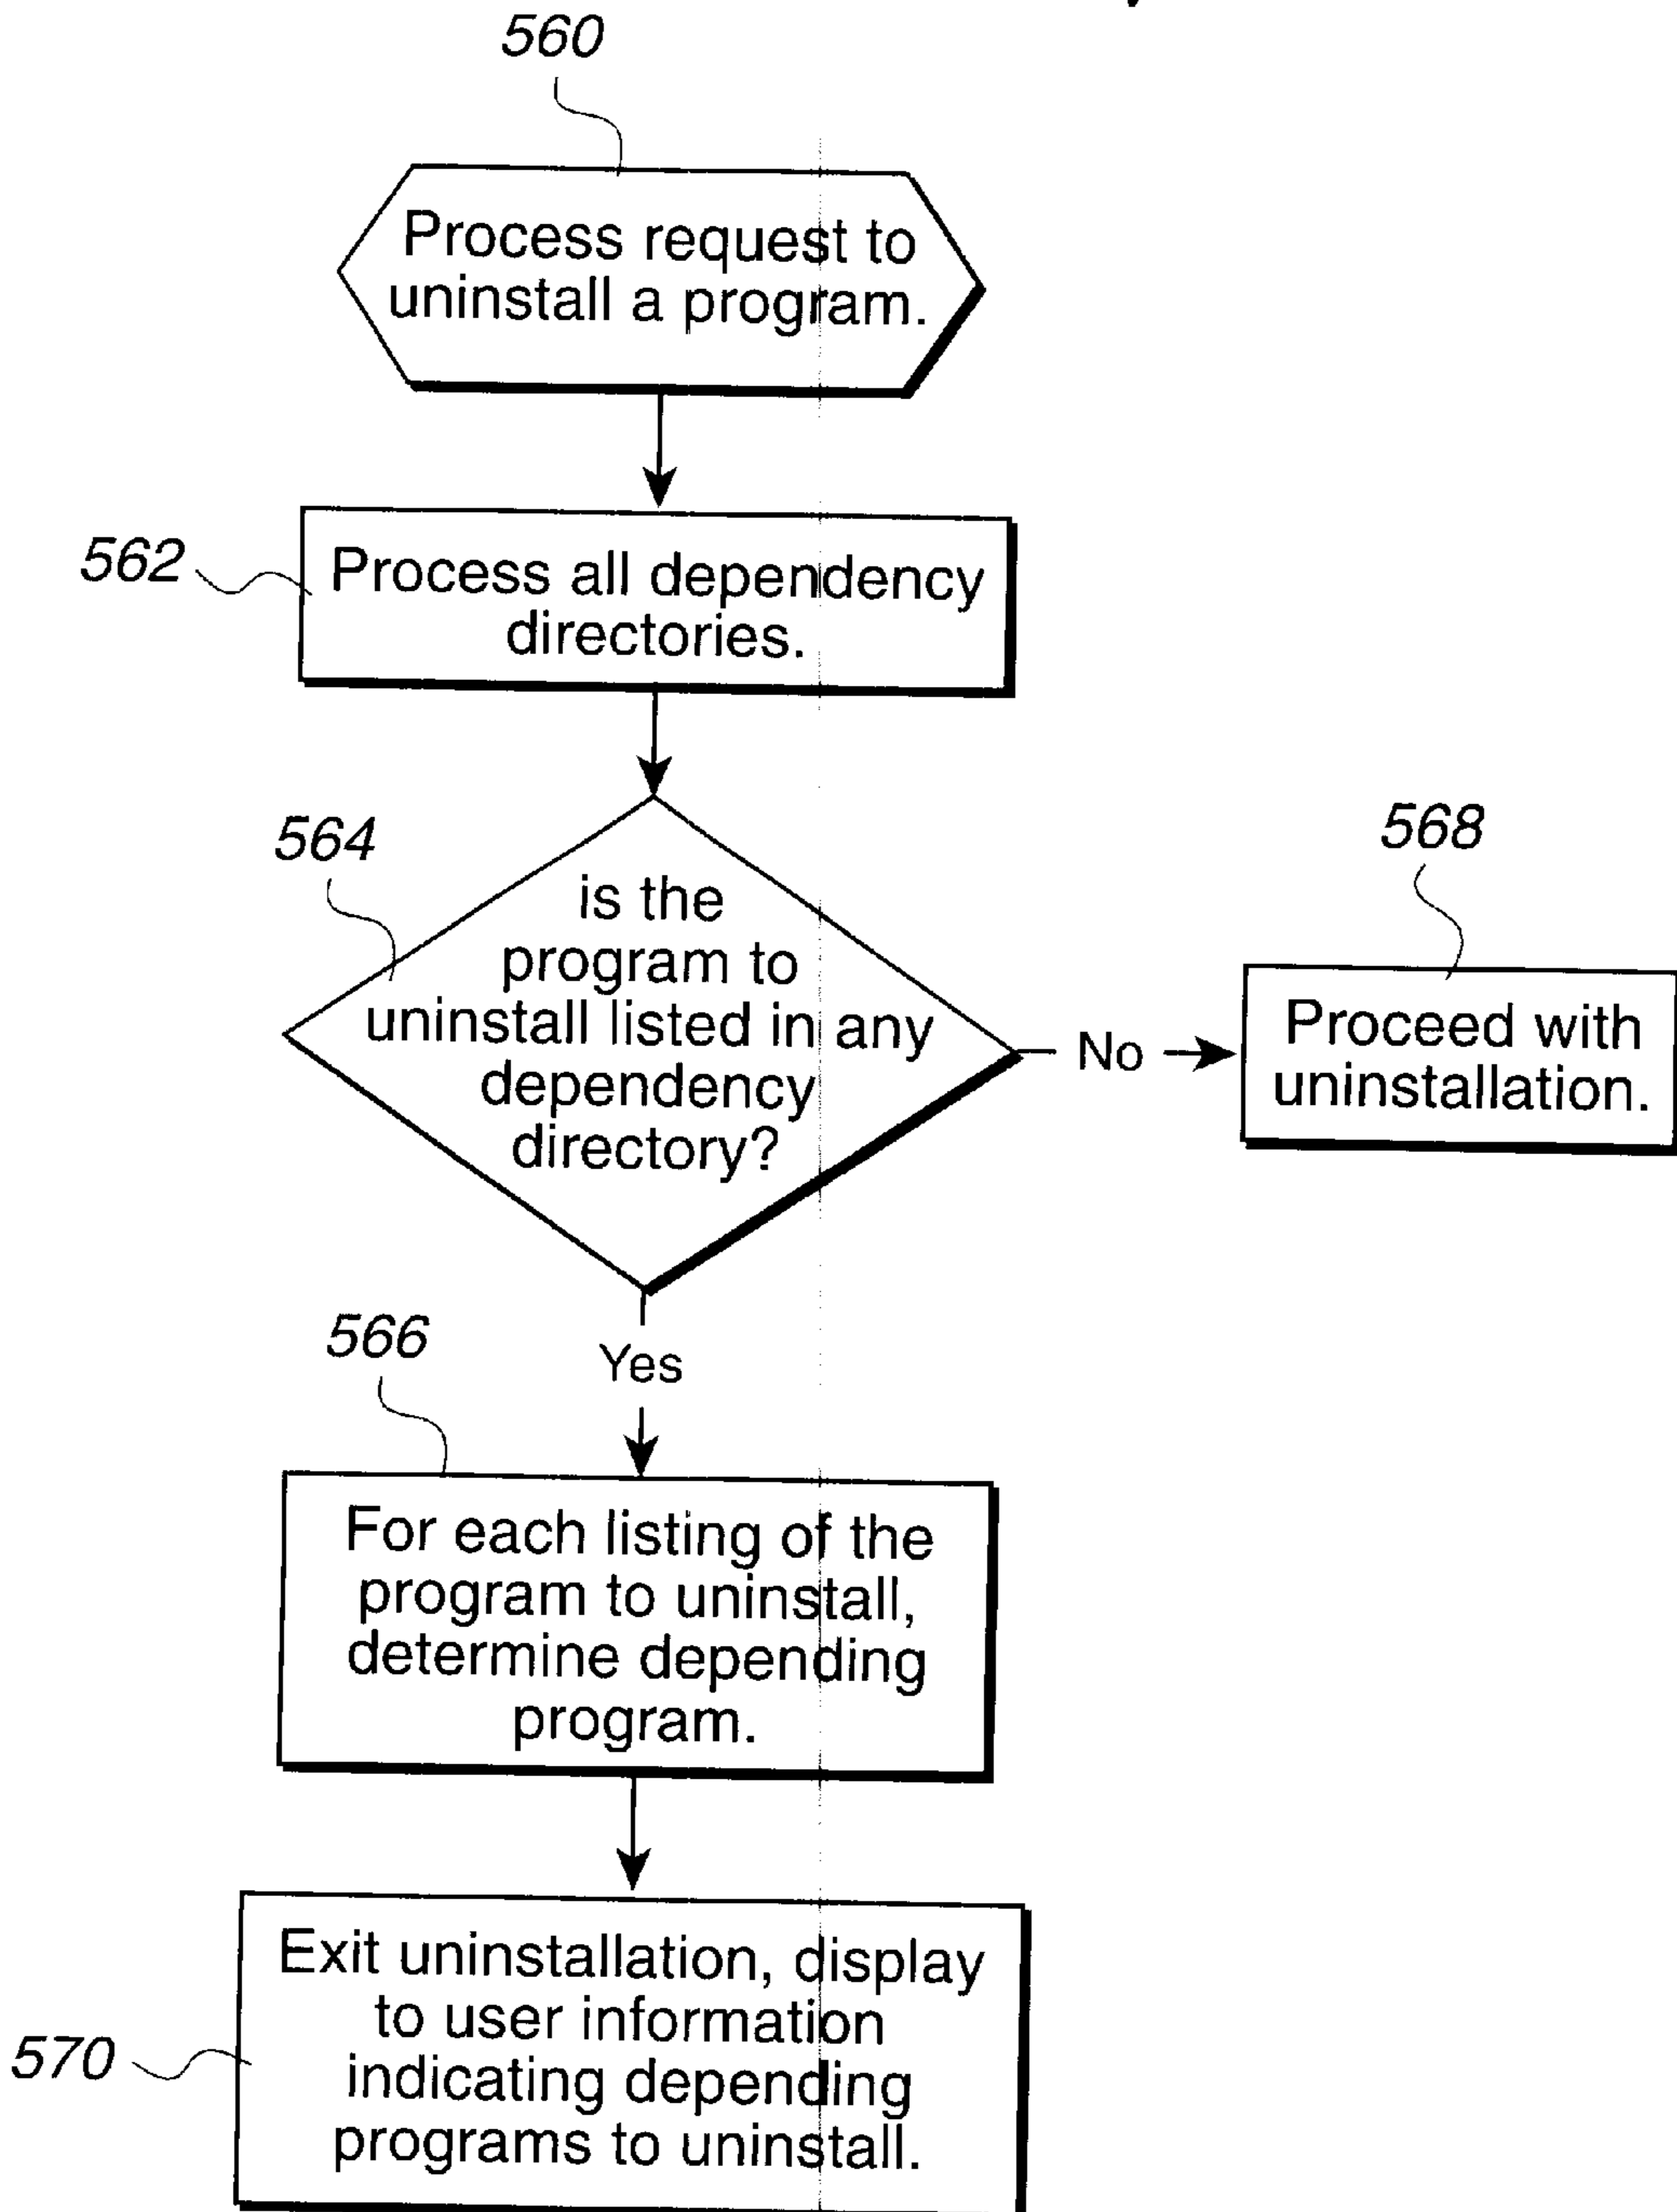 560
Process request to
uninstall a program.
562
Process all dependency
directories.
564
is the
program to
uninstall listed in any
dependency
directory?
No
568
Proceed with
uninstallation.
Yes
566
For each listing of the
program to uninstall,
determine depending
program.
570
Exit uninstallation, display
to user information
indicating depending
programs to uninstall.